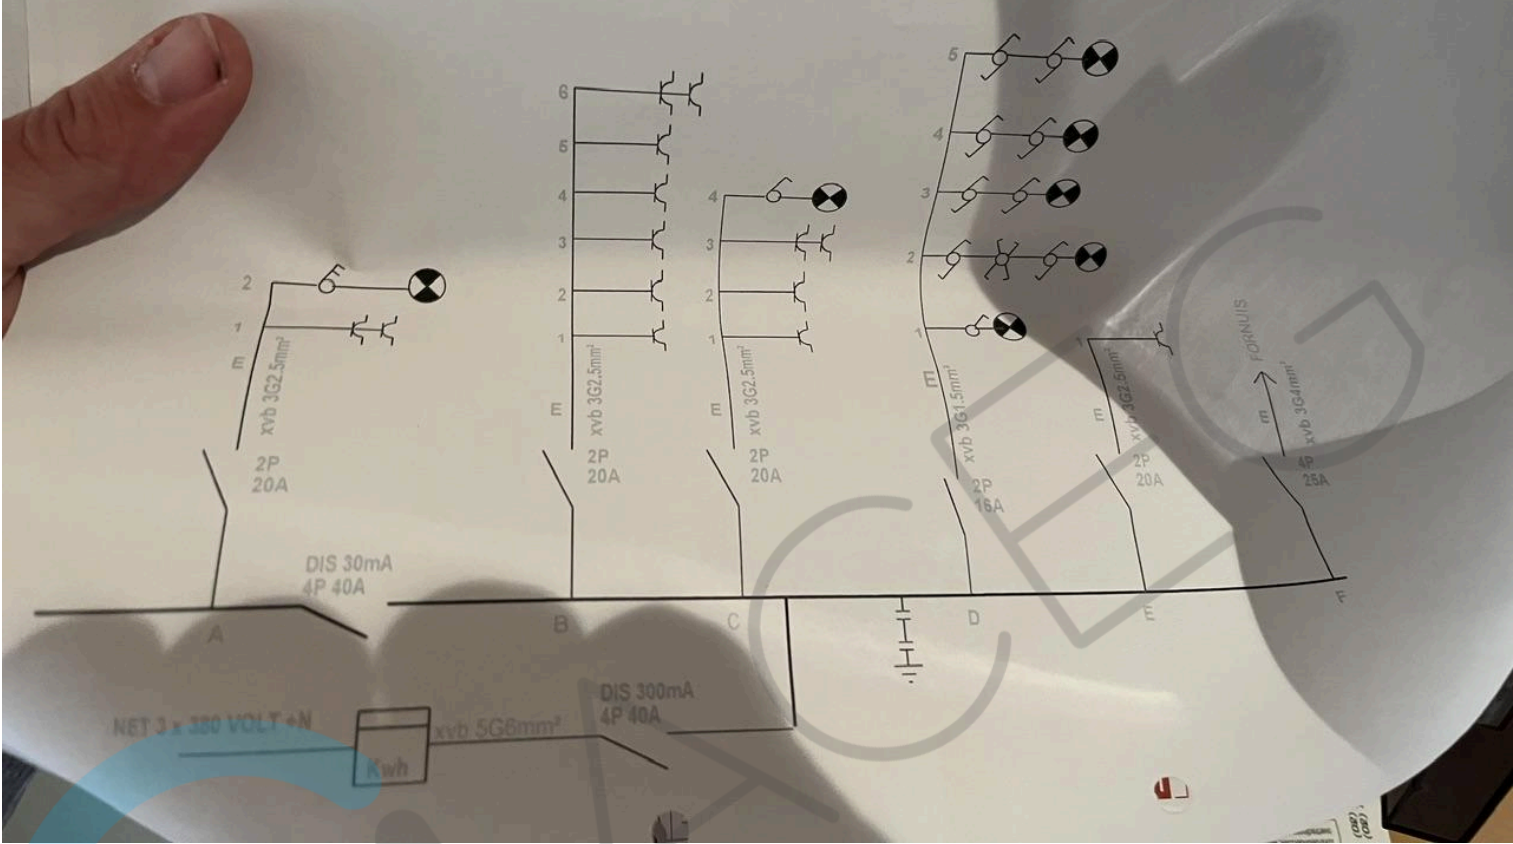 5
6
4
5
4
4
3
3
3
2
2
2
2
1
1
1
1
1
FORNUIS
E
xvb 3G2.5mm²
E
xvb 3G2.5mm²
E
xvb 3G2.5mm²
E
xvb 3G1.5mm²
E
xvb 3G2.5mm²
E
xvb 3G4mm²
2P
20A
2P
20A
2P
20A
2P
16A
2P
20A
4P
25A
DIS 30mA
4P 40A
A
B
C
D
E
F
NET 3 x 380 VOLT +N
Kwh
xvb 5G6mm²
DIS 300mA
4P 40A
ACEG